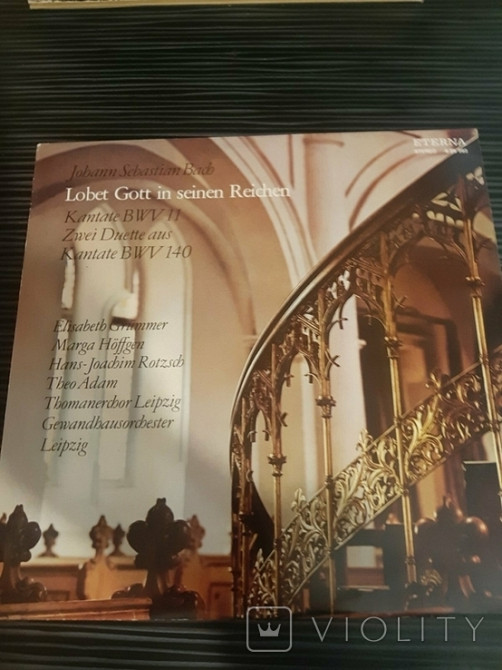 ETERNA
STEREO
Johann Sebastian Bach
Lobet Gott in seinen Reichen
Kantate BWV 11
Zwei Duette aus
Kantate BWV 140
Elisabeth Grümmer
Marga Höffgen
Hans-Joachim Rotzsch
Theo Adam
Thomanerchor Leipzig
Gewandhausorchester
Leipzig
VIOLITY